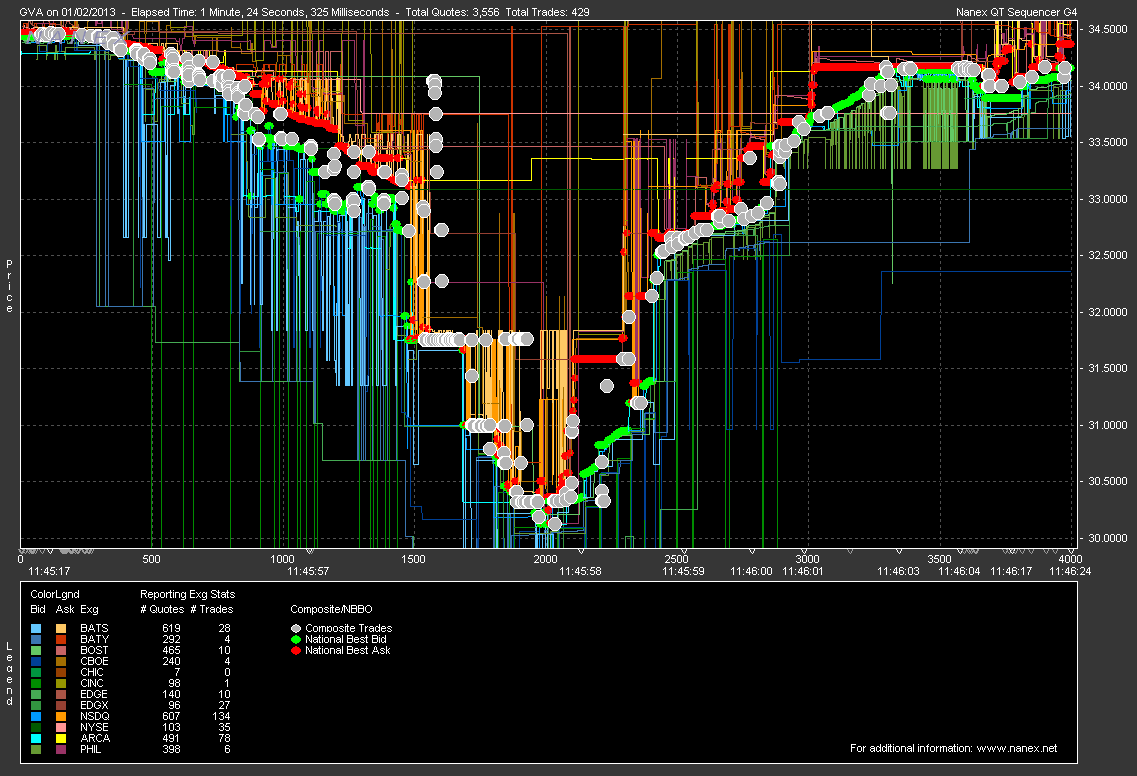 GVA on 01/02/2013 - Elapsed Time: 1 Minute, 24 Seconds, 325 Milliseconds - Total Quotes: 3,556 Total Trades: 429
Nanex QT Sequencer G4
34.5000
34.0000
33.5000
33.0000
32.5000
32.0000
31.5000
31.0000
30.5000
30.0000
Price
0 500 1000 1500 2000 2500 3000 3500 4000
11:45:17 11:45:57 11:45:58 11:45:59 11:46:00 11:46:01 11:46:03 11:46:04 11:46:17 11:46:24
Legend
ColorLgnd Reporting Exg Stats
Bid Ask Exg # Quotes # Trades Composite/NBBO
BATS 619 28 Composite Trades
BATY 292 4 National Best Bid
BOST 465 10 National Best Ask
CBOE 240 4
CHIC 7 0
CINC 98 1
EDGE 140 10
EDGX 96 27
NSDQ 607 134
NYSE 103 35
ARCA 491 78
PHIL 398 6
For additional information: www.nanex.net